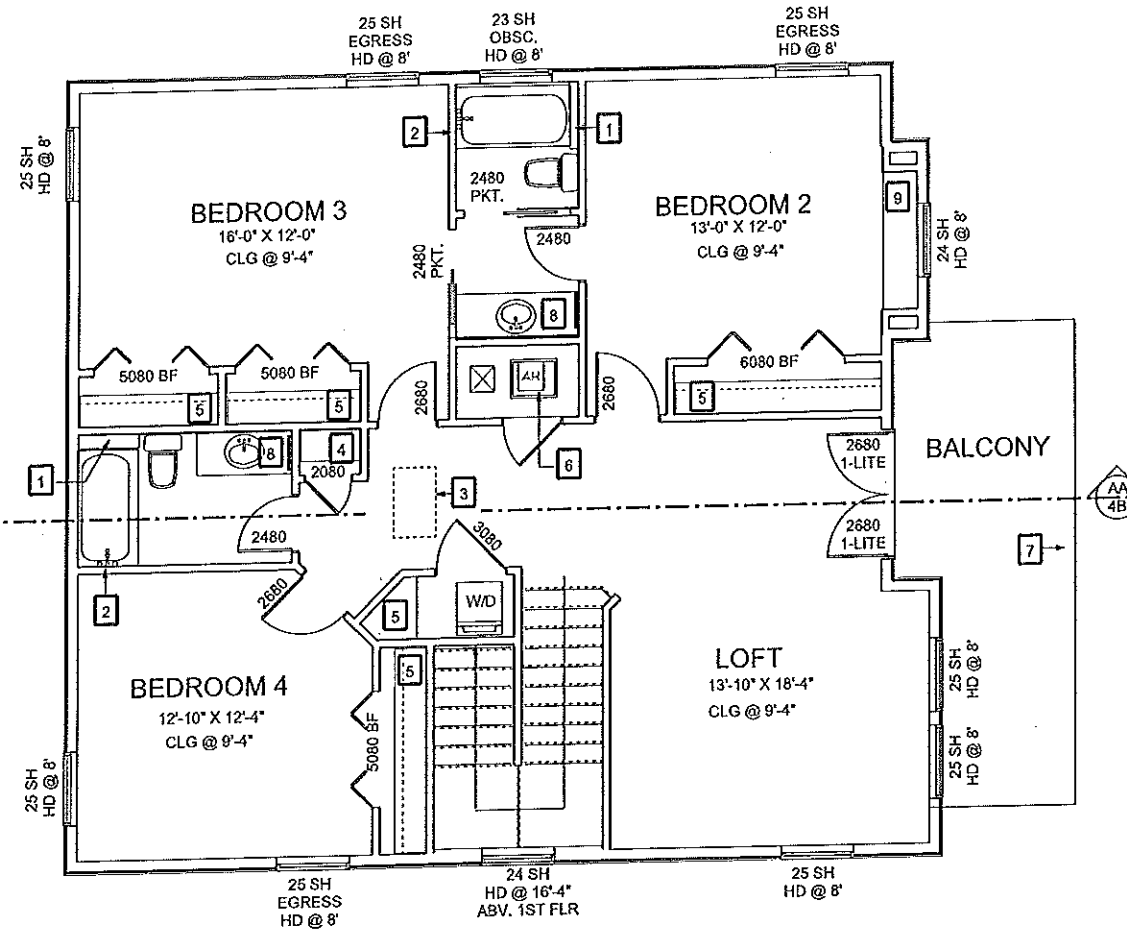 25 SH
EGRESS
HD @ 8'
23 SH
OBSC.
HD @ 8'
25 SH
EGRESS
HD @ 8'
25 SH
HD @ 8'
2
1
BEDROOM 3
16'-0" X 12'-0"
CLG @ 9'-4"
2480
PKT.
2480
PKT.
BEDROOM 2
13'-0" X 12'-0"
CLG @ 9'-4"
9
24 SH
HD @ 8'
2480
8
5080 BF
5080 BF
5
5
2680
AH
2680
6080 BF
5
1
8
4
2080
6
3
2680
1-LITE
2680
1-LITE
BALCONY
AA
4B
7
2480
3080
2
2680
5
W/D
BEDROOM 4
12'-10" X 12'-4"
CLG @ 9'-4"
5
5080 BF
LOFT
13'-10" X 18'-4"
CLG @ 9'-4"
25 SH
HD @ 8'
25 SH
HD @ 8'
25 SH
HD @ 8'
25 SH
EGRESS
HD @ 8'
24 SH
HD @ 16'-4"
ABV. 1ST FLR
25 SH
HD @ 8'